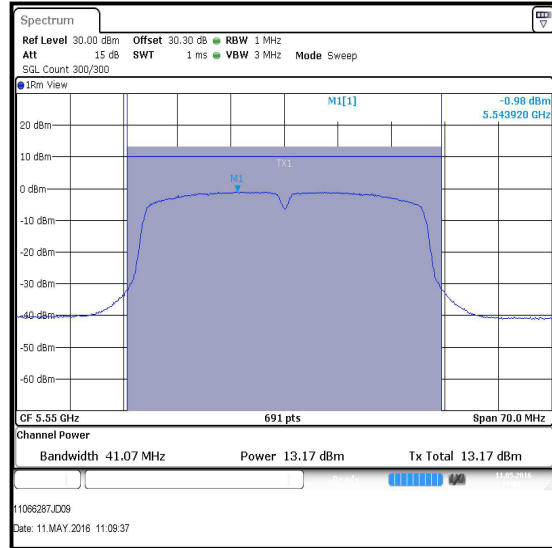 Spectrum
Ref Level 30.00 dBm Offset 30.30 dB RBW 1 MHz
Att 15 dB SWT 1 ms VBW 3 MHz Mode Sweep
SGL Count 300/300
1Rm View
M1[1] -0.98 dBm
5.543920 GHz
20 dBm
10 dBm
TX1
M1
0 dBm
-10 dBm
-20 dBm
-30 dBm
-40 dBm
-50 dBm
-60 dBm
CF 5.55 GHz 691 pts Span 70.0 MHz
Channel Power
Bandwidth 41.07 MHz Power 13.17 dBm Tx Total 13.17 dBm
11.05.2016
11066287JD09
Date: 11.MAY.2016 11:09:37